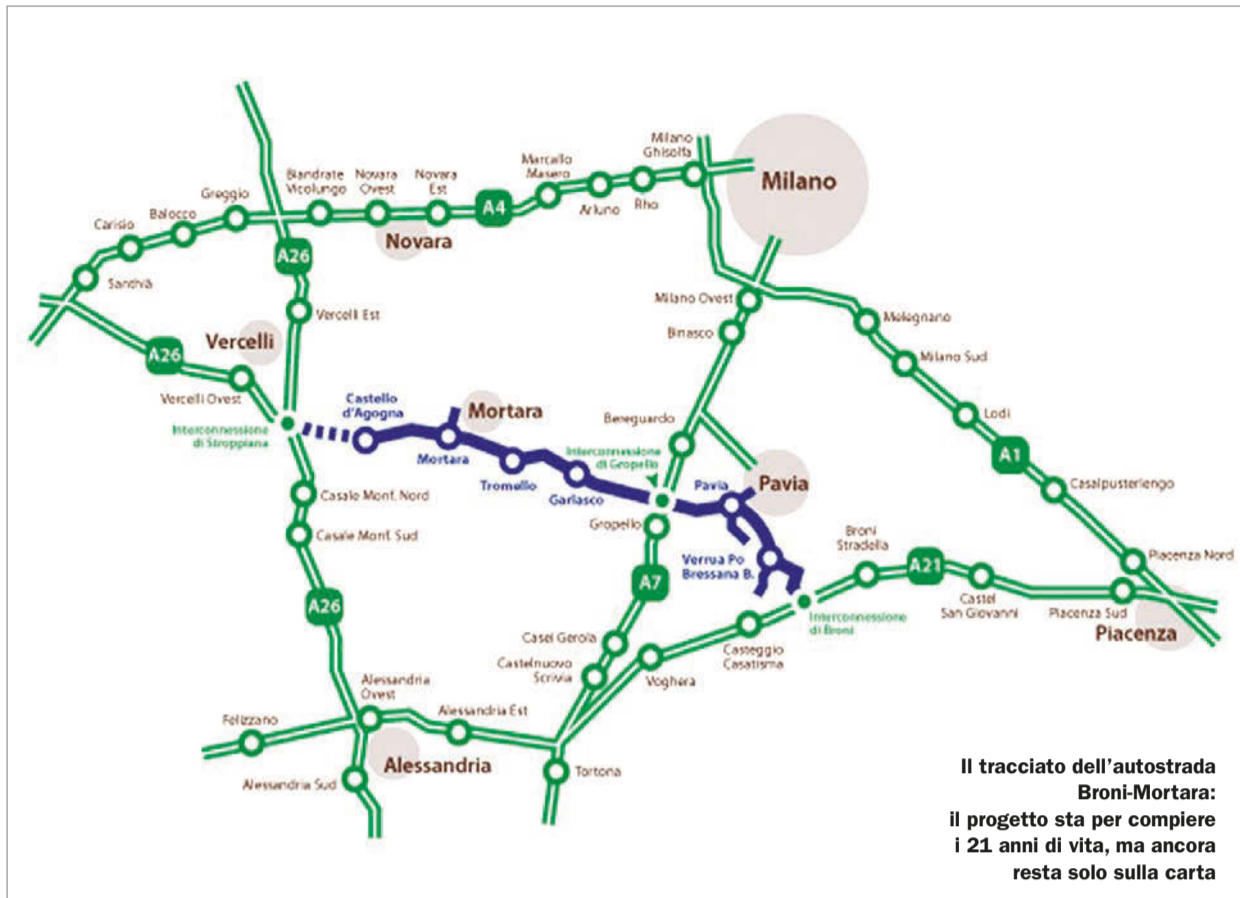 Milano
Ghisolfa
Marcallo
Masero
Milano
Biandrate
Vicolungo
Novara
Ovest
Novara
Est
Greggio
A4
Arluno
Rho
Balocco
Carisio
Novara
A26
Santhià
Milano Ovest
Vercelli Est
Melegnano
Vercelli
Binasco
A26
Milano Sud
Vercelli Ovest
Castello
d'Agogna
Mortara
Bereguardo
Lodi
Interconnessione
di Stroppiana
Interconnessione
di Gropello
A1
Mortara
Tromello
Garlasco
Pavia
Pavia
Casalpusterlengo
Casale Monf. Nord
Gropello
Broni
Stradella
Casale Monf. Sud
Verrua Po
Bressana B.
Piacenza Nord
A7
A21
A26
Castel
San Giovanni
Piacenza Sud
Interconnessione
di Broni
Piacenza
Casei Gerola
Casteggio
Casatisma
Castelnuovo
Scrivia
Voghera
Alessandria
Ovest
Alessandria Est
Felizzano
Alessandria
Tortona
Alessandria Sud
Il tracciato dell'autostrada
Broni-Mortara:
il progetto sta per compiere
i 21 anni di vita, ma ancora
resta solo sulla carta